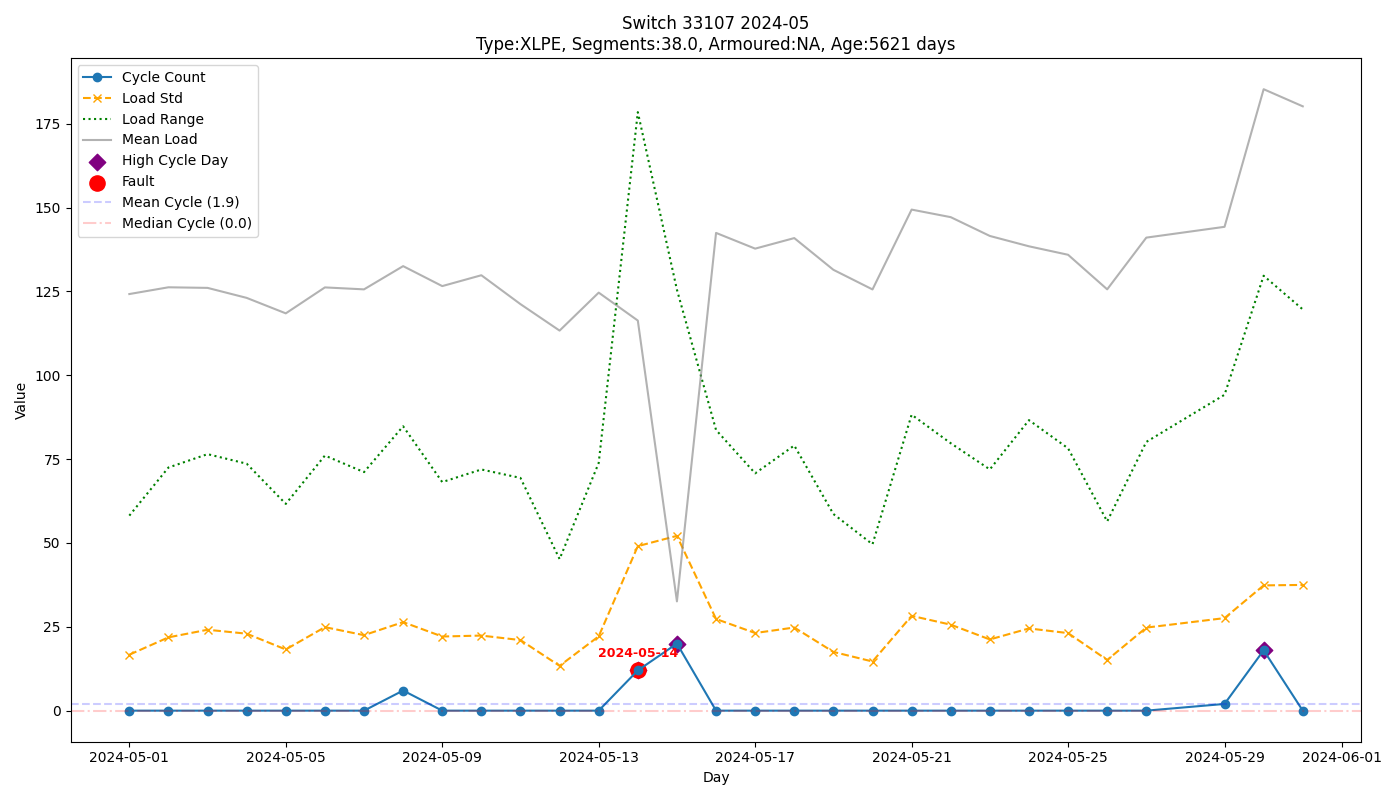 Switch 33107 2024-05
Type:XLPE, Segments:38.0, Armoured:NA, Age:5621 days
Cycle Count
Load Std
Load Range
Mean Load
High Cycle Day
Fault
Mean Cycle (1.9)
Median Cycle (0.0)
175
150
125
100
75
50
25
0
Value
2024-05-14
2024-05-01
2024-05-05
2024-05-09
2024-05-13
2024-05-17
2024-05-21
2024-05-25
2024-05-29
2024-06-01
Day